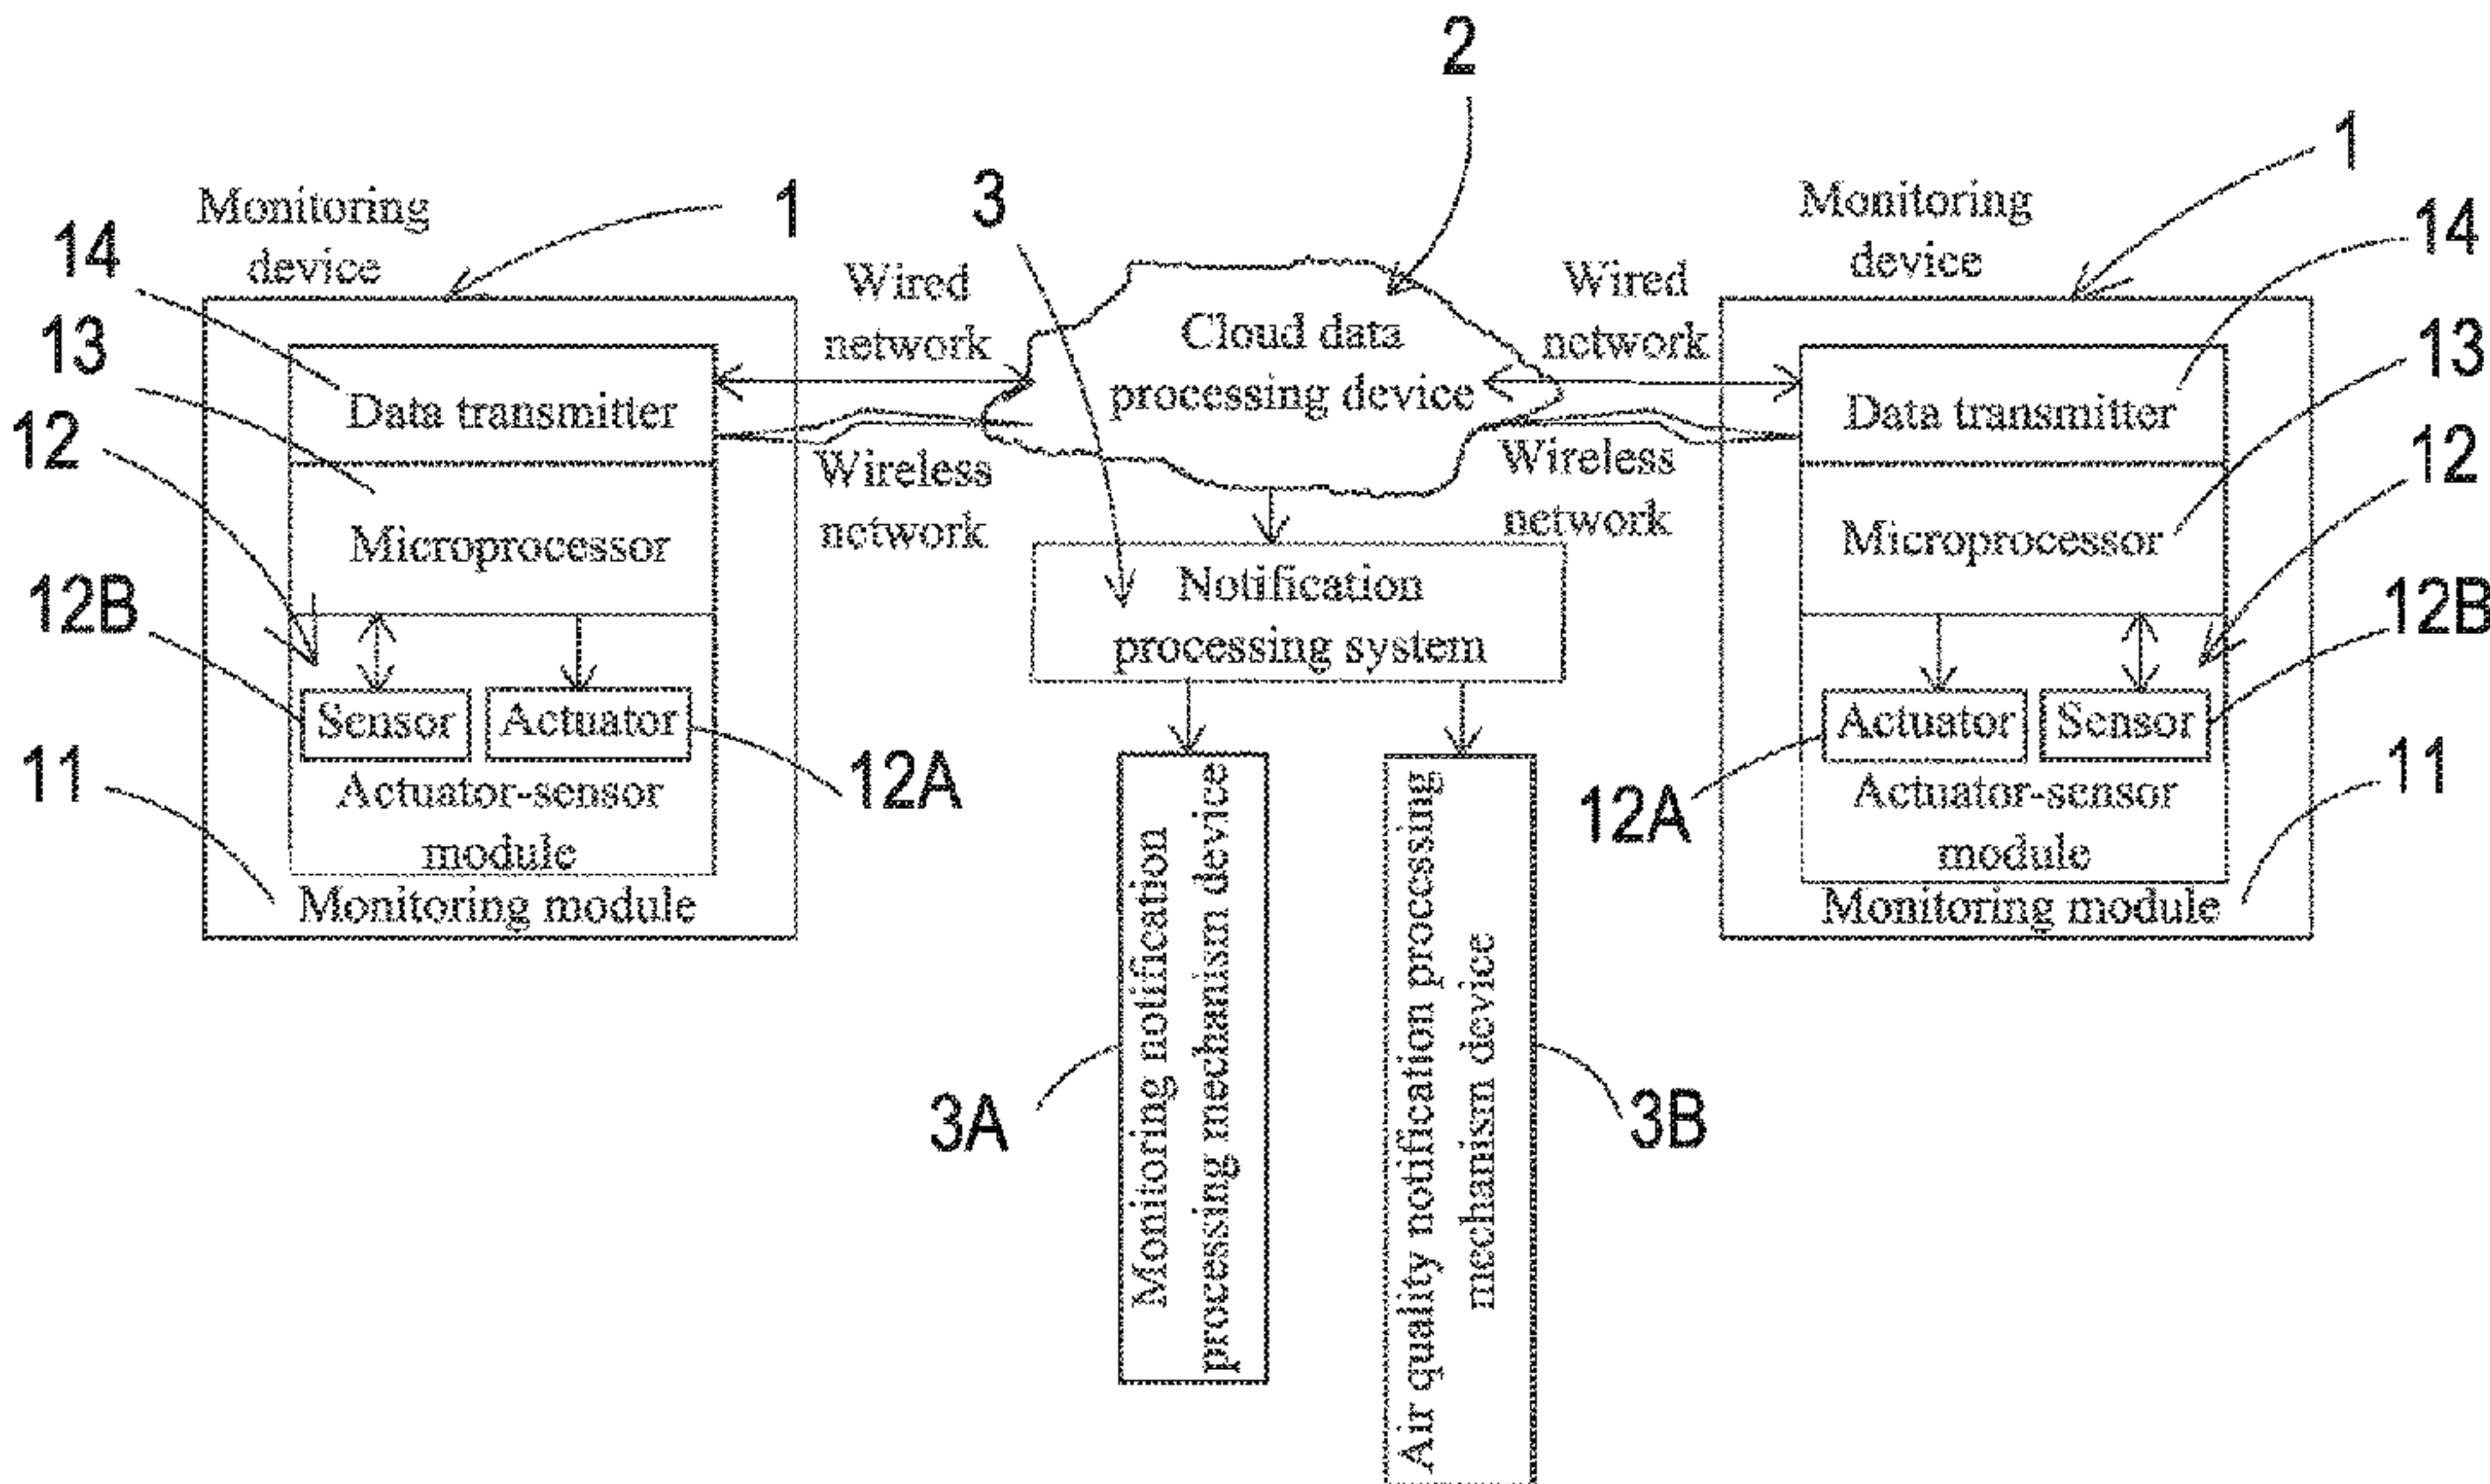 2
1
3
1
Monitoring
device
14
13
12
12B
11
Data transmitter
Microprocessor
Sensor
Actuator
Actuator-sensor
module
Monitoring module
12A
Wired
network
Wireless
network
Cloud data
processing device
Notification
processing system
Monitoring notification
processing mechanism device
3A
Air quality notification processing
mechanism device
3B
Wired
network
Wireless
network
Monitoring
device
14
13
12
12B
11
Data transmitter
Microprocessor
Actuator
Sensor
12A
Actuator-sensor
module
Monitoring module